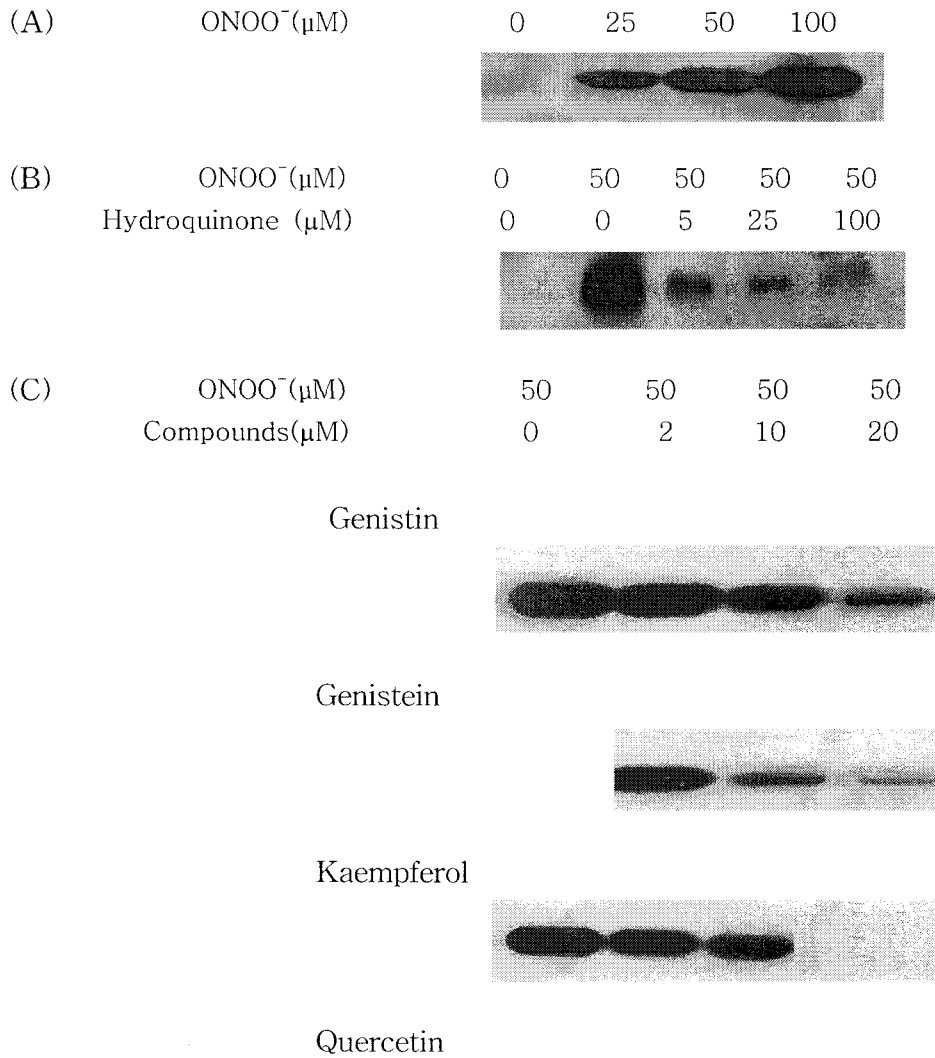 (A) ONOO⁻(μM) 0 25 50 100
(B) ONOO⁻(μM) 0 50 50 50 50
Hydroquinone (μM) 0 0 5 25 100
(C) ONOO⁻(μM) 50 50 50 50
Compounds(μM) 0 2 10 20
Genistin
Genistein
Kaempferol
Quercetin